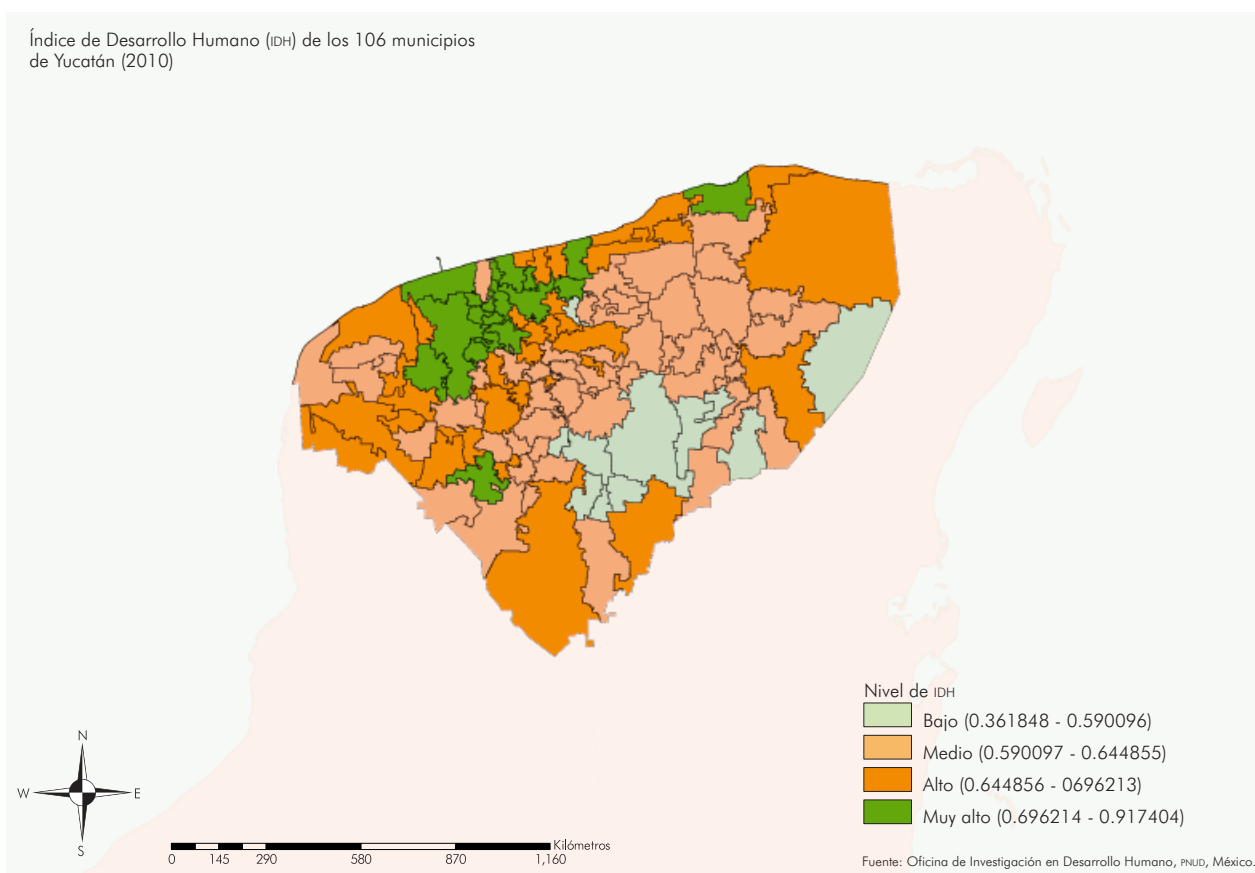 Índice de Desarrollo Humano (IDH) de los 106 municipios
de Yucatán (2010)
Nivel de IDH
Bajo (0.361848 - 0.590096)
Medio (0.590097 - 0.644855)
Alto (0.644856 - 0696213)
Muy alto (0.696214 - 0.917404)
N
W
E
S
Kilómetros
0 145 290 580 870 1,160
Fuente: Oficina de Investigación en Desarrollo Humano, PNUD, México.